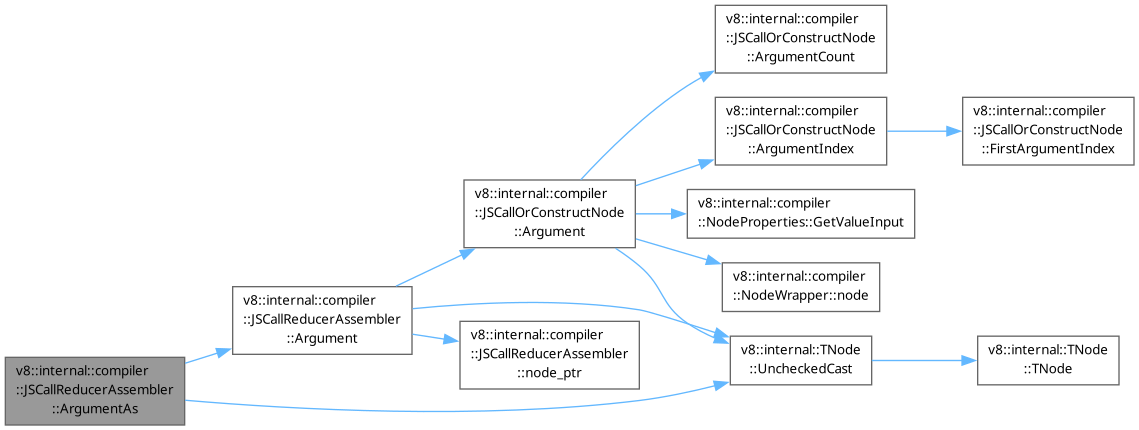 v8::internal::compiler
::JSCallOrConstructNode
::ArgumentCount
v8::internal::compiler
::JSCallOrConstructNode
::ArgumentIndex
v8::internal::compiler
::JSCallOrConstructNode
::FirstArgumentIndex
v8::internal::compiler
::JSCallOrConstructNode
::Argument
v8::internal::compiler
::NodeProperties::GetValueInput
v8::internal::compiler
::NodeWrapper::node
v8::internal::compiler
::JSCallReducerAssembler
::Argument
v8::internal::compiler
::JSCallReducerAssembler
::node_ptr
v8::internal::TNode
::UncheckedCast
v8::internal::TNode
::TNode
v8::internal::compiler
::JSCallReducerAssembler
::ArgumentAs